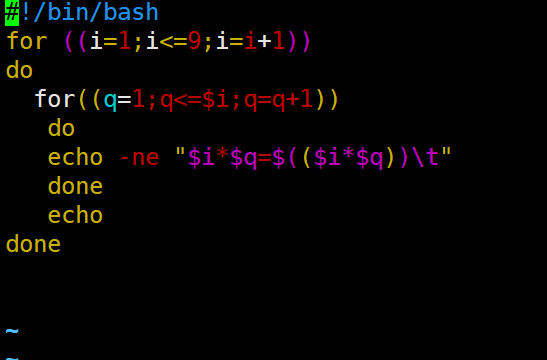 #!/bin/bash
for ((i=1;i<=9;i=i+1))
do
  for((q=1;q<=$i;q=q+1))
   do
   echo -ne "$i*$q=$(($i*$q))\t"
   done
   echo
done
~
~